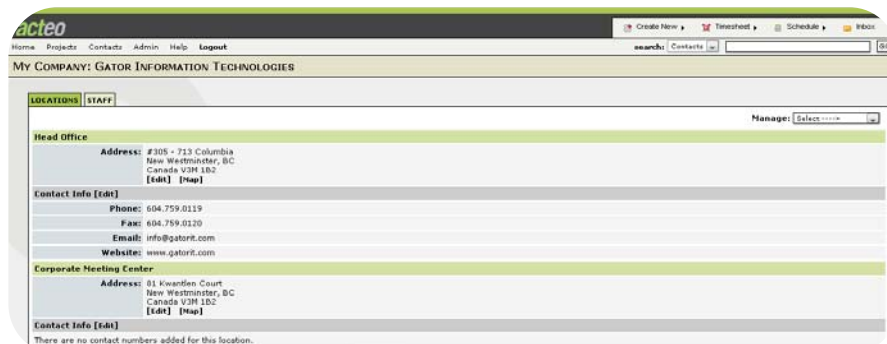 acteo
Create New Timesheet Schedule Inbox
Home Projects Contacts Admin Help Logout
search: Contacts
MY COMPANY: GATOR INFORMATION TECHNOLOGIES
LOCATIONS STAFF
Manage: Select -----
Head Office
Address: #305 - 713 Columbia
New Westminster, BC
Canada V3M 1B2
[Edit] [Map]
Contact Info [Edit]
Phone: 604.759.0119
Fax: 604.759.0120
Email: info@gatorit.com
Website: www.gatorit.com
Corporate Meeting Center
Address: 81 Kwantlen Court
New Westminster, BC
Canada V3M 1B2
[Edit] [Map]
Contact Info [Edit]
There are no contact numbers added for this location.